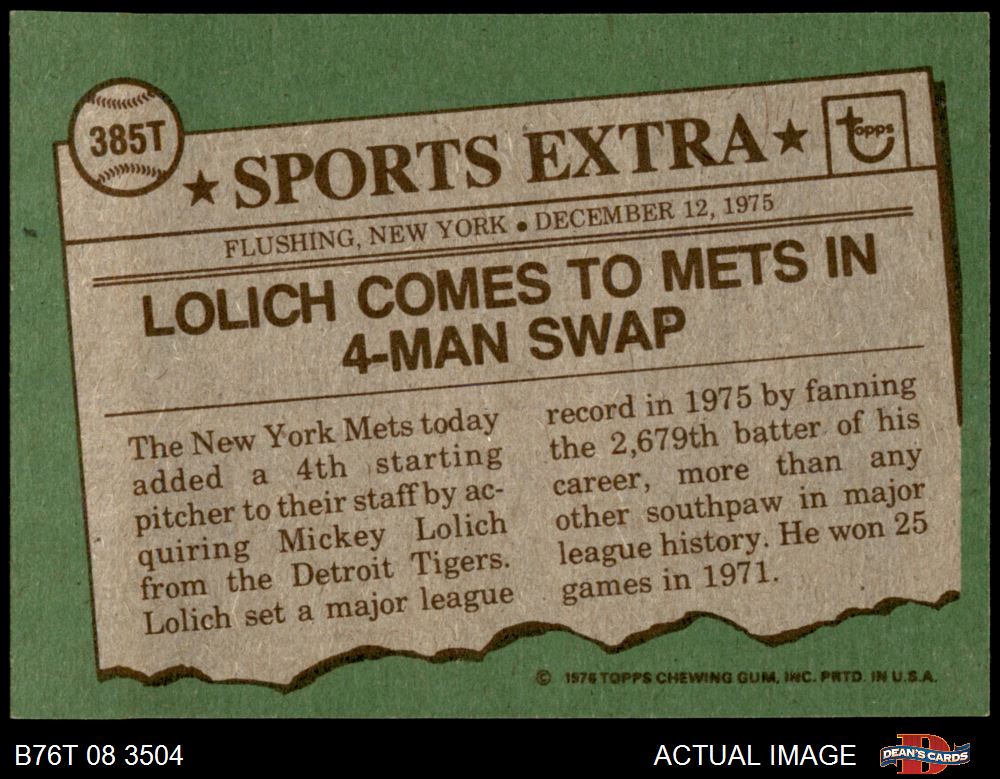 385T
★ SPORTS EXTRA ★
topps
FLUSHING, NEW YORK • DECEMBER 12, 1975
LOLICH COMES TO METS IN
4-MAN SWAP
The New York Mets today
added a 4th starting
pitcher to their staff by ac-
quiring Mickey Lolich
from the Detroit Tigers.
Lolich set a major league
record in 1975 by fanning
the 2,679th batter of his
career, more than any
other southpaw in major
league history. He won 25
games in 1971.
© 1976 TOPPS CHEWING GUM, INC. PRTD. IN U.S.A.
B76T 08 3504
ACTUAL IMAGE
DEAN'S CARDS